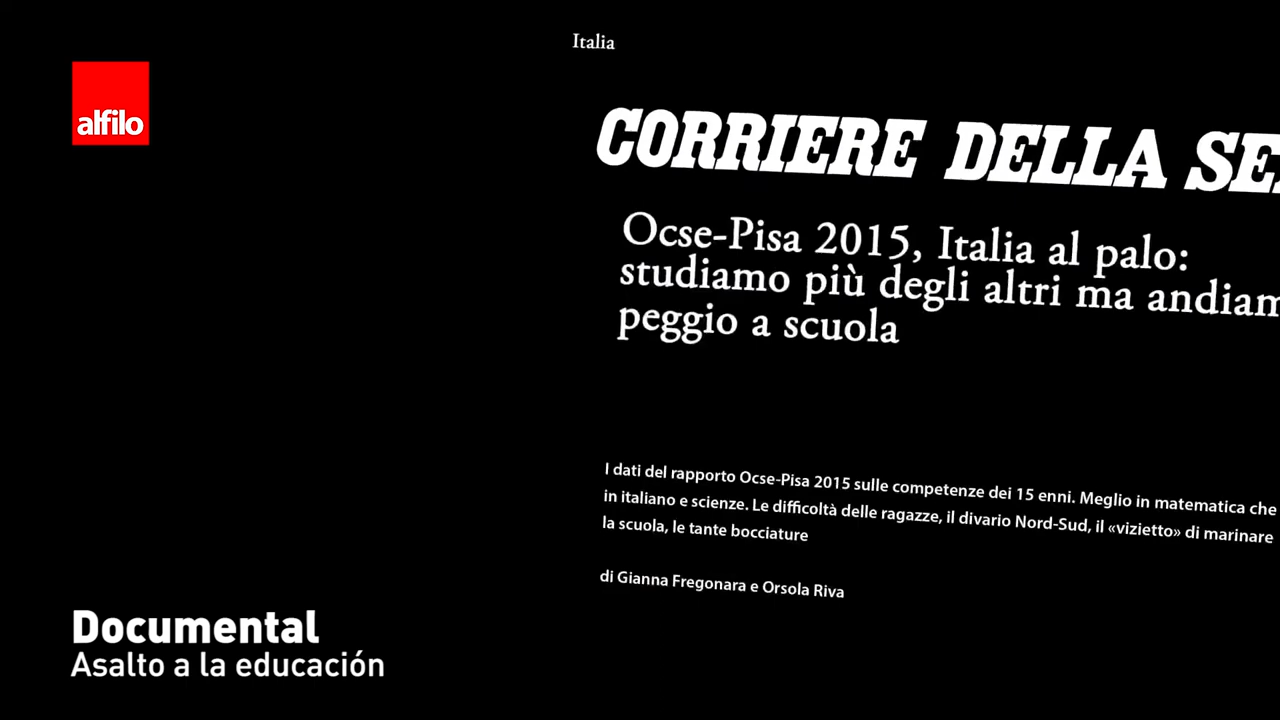 Italia
alfilo
CORRIERE DELLA SE
Ocse-Pisa 2015, Italia al palo:
studiamo più degli altri ma andiam
peggio a scuola
I dati del rapporto Ocse-Pisa 2015 sulle competenze dei 15 enni. Meglio in matematica che
in italiano e scienze. Le difficoltà delle ragazze, il divario Nord-Sud, il «vizietto» di marinare
la scuola, le tante bocciature
di Gianna Fregonara e Orsola Riva
Documental
Asalto a la educación